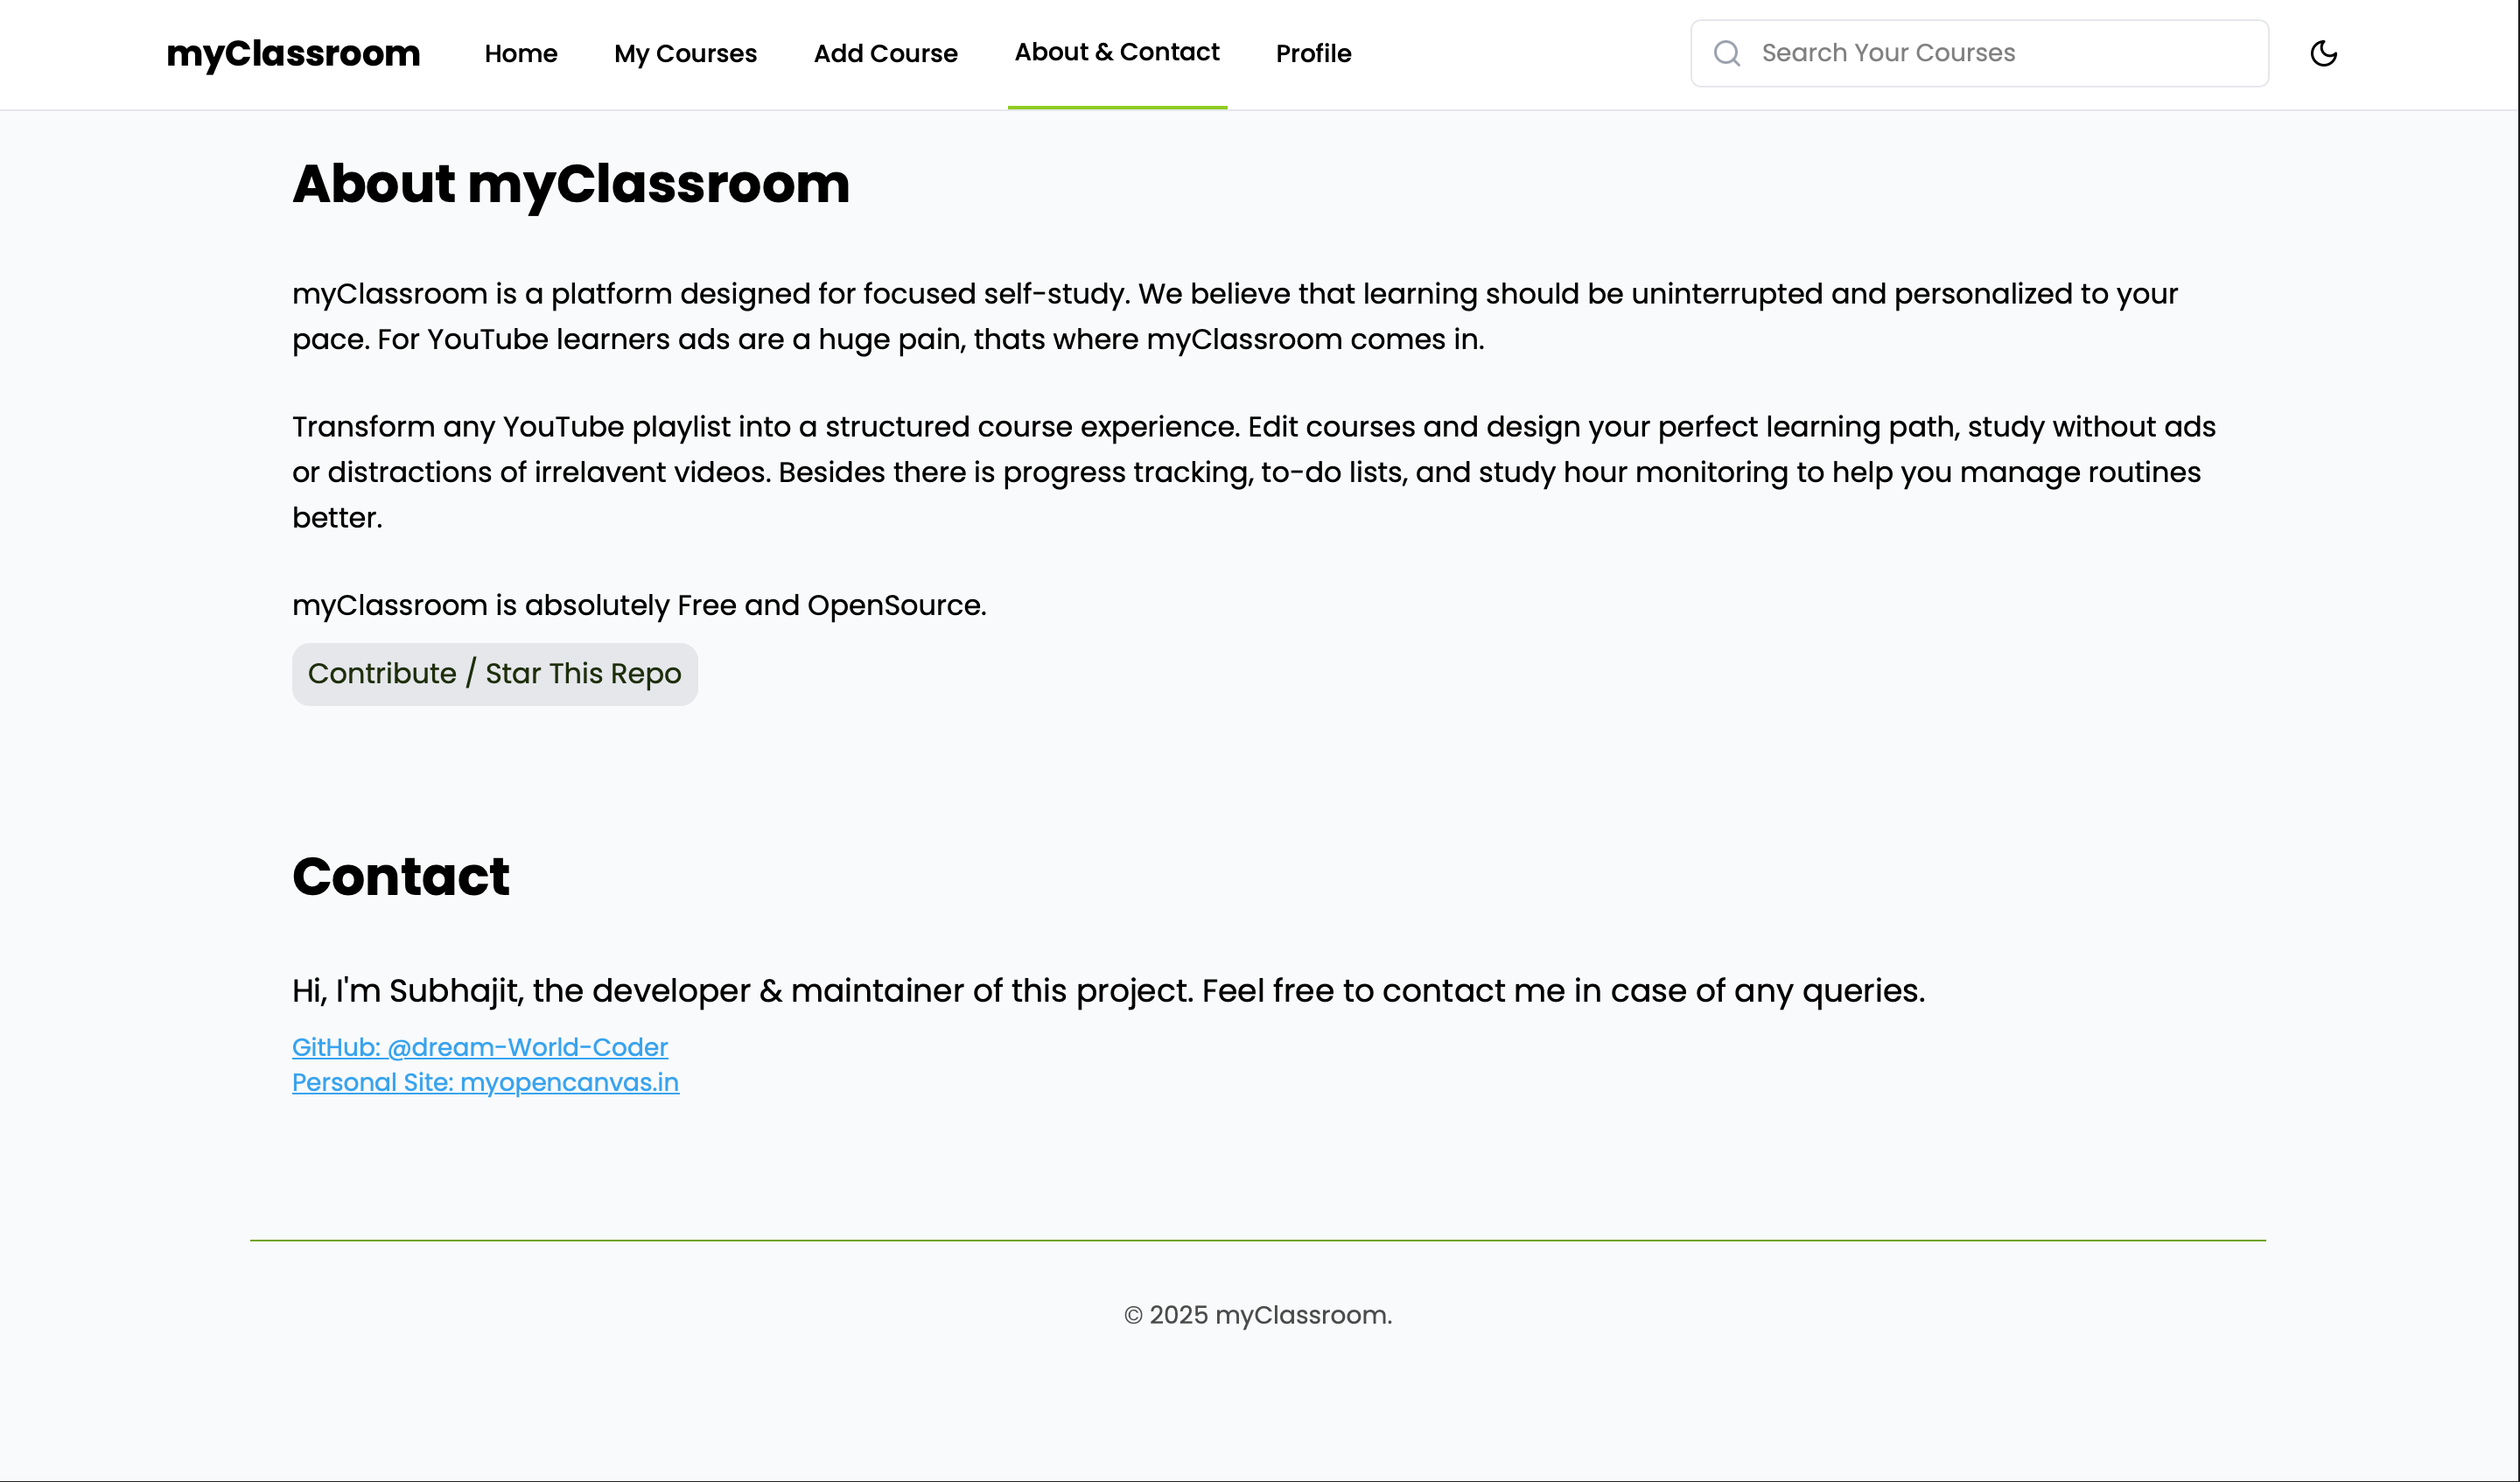 myClassroom
Home
My Courses
Add Course
About & Contact
Profile
Search Your Courses
About myClassroom
myClassroom is a platform designed for focused self-study. We believe that learning should be uninterrupted and personalized to your
pace. For YouTube learners ads are a huge pain, thats where myClassroom comes in.
Transform any YouTube playlist into a structured course experience. Edit courses and design your perfect learning path, study without ads
or distractions of irrelavent videos. Besides there is progress tracking, to-do lists, and study hour monitoring to help you manage routines
better.
myClassroom is absolutely Free and OpenSource.
Contribute / Star This Repo
Contact
Hi, I'm Subhajit, the developer & maintainer of this project. Feel free to contact me in case of any queries.
GitHub: @dream-World-Coder
Personal Site: myopencanvas.in
© 2025 myClassroom.